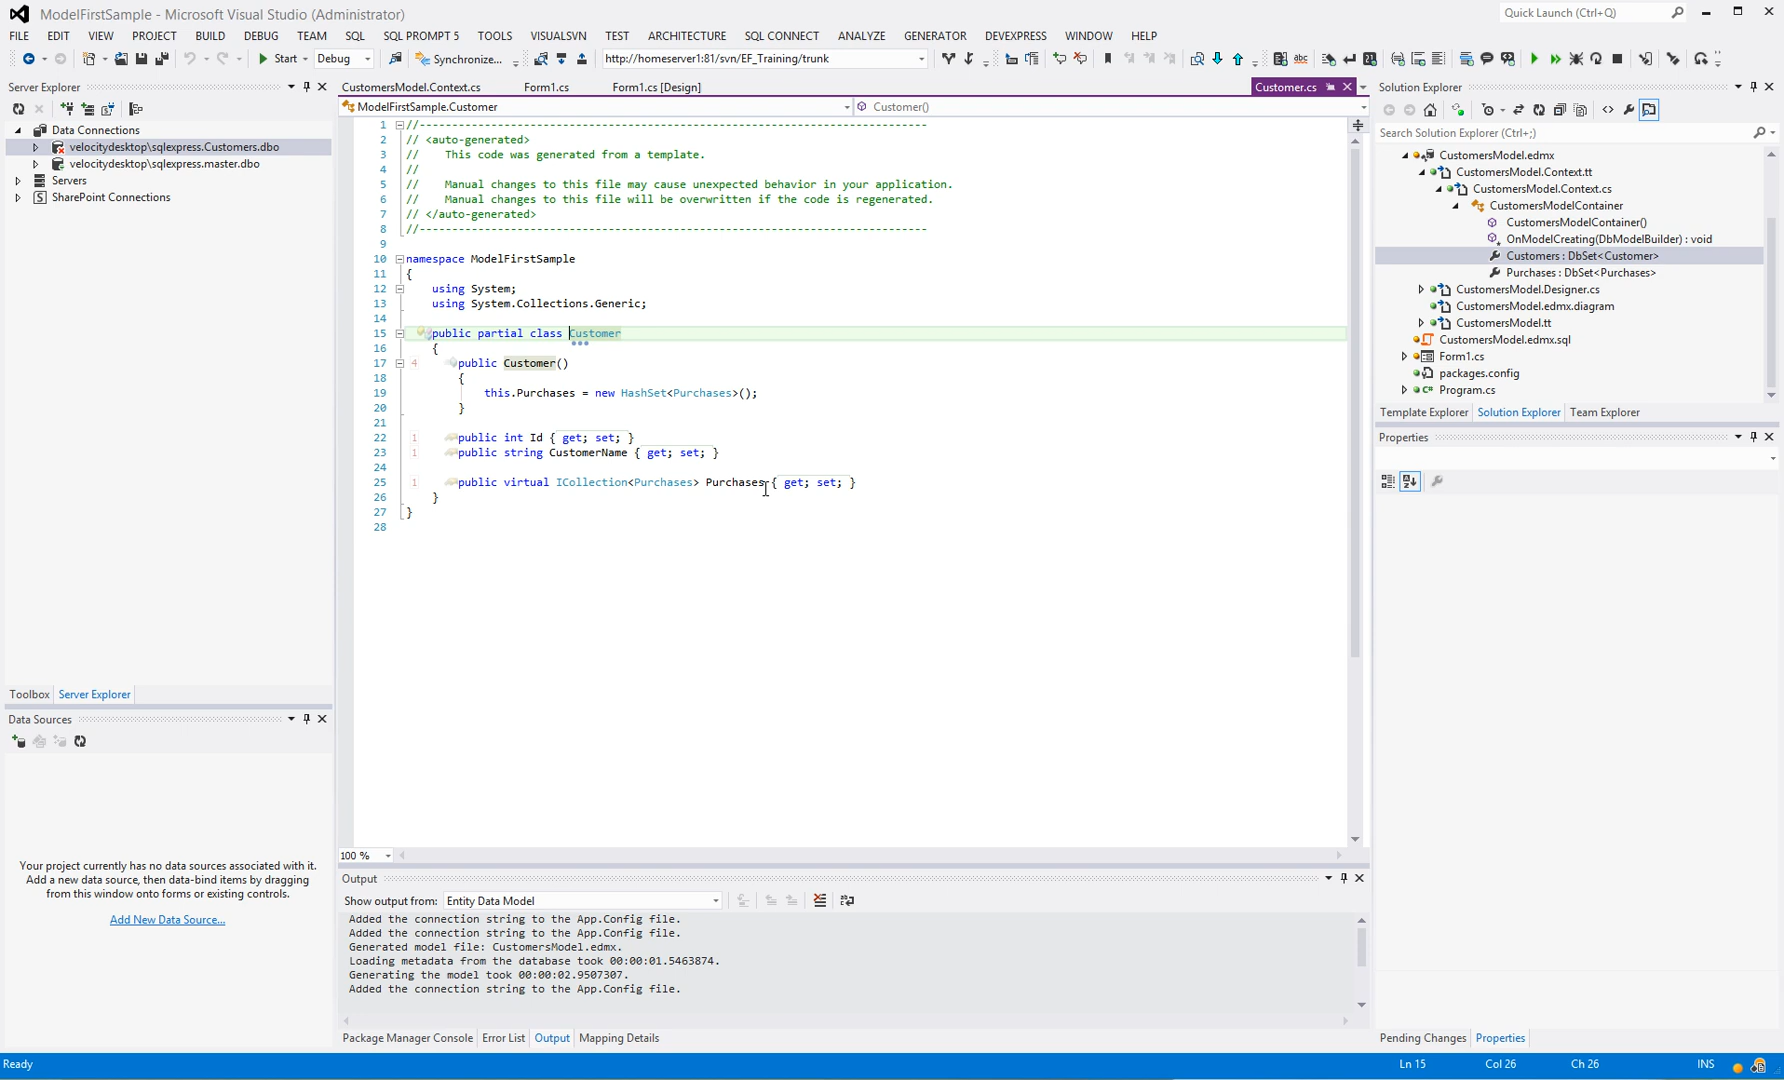 ModelFirstSample - Microsoft Visual Studio (Administrator)
Quick Launch (Ctrl+Q)
FILE EDIT VIEW PROJECT BUILD DEBUG TEAM SQL SQL PROMPT 5 TOOLS VISUALSVN TEST ARCHITECTURE SQL CONNECT ANALYZE GENERATOR DEVEXPRESS WINDOW HELP
Start Debug Synchronize... http://homeserver1:81/svn/EF_Training/trunk
Server Explorer
Data Connections
velocitydesktop\sqlexpress.Customers.dbo
velocitydesktop\sqlexpress.master.dbo
Servers
SharePoint Connections
Toolbox Server Explorer
Data Sources
Your project currently has no data sources associated with it.
Add a new data source, then data-bind items by dragging
from this window onto forms or existing controls.
Add New Data Source...
CustomersModel.Context.cs Form1.cs Form1.cs [Design] Customer.cs
ModelFirstSample.Customer Customer()
1 //------------------------------------------------------------------------------
2 // <auto-generated>
3 // This code was generated from a template.
4 //
5 // Manual changes to this file may cause unexpected behavior in your application.
6 // Manual changes to this file will be overwritten if the code is regenerated.
7 // </auto-generated>
8 //------------------------------------------------------------------------------
9
10 namespace ModelFirstSample
11 {
12 using System;
13 using System.Collections.Generic;
14
15 public partial class Customer
16 {
17 4 public Customer()
18 {
19 this.Purchases = new HashSet<Purchases>();
20 }
21
22 1 public int Id { get; set; }
23 1 public string CustomerName { get; set; }
24
25 1 public virtual ICollection<Purchases> Purchases { get; set; }
26 }
27 }
28
100 %
Output
Show output from: Entity Data Model
Added the connection string to the App.Config file.
Added the connection string to the App.Config file.
Generated model file: CustomersModel.edmx.
Loading metadata from the database took 00:00:01.5463874.
Generating the model took 00:00:02.9507307.
Added the connection string to the App.Config file.
Package Manager Console Error List Output Mapping Details
Solution Explorer
Search Solution Explorer (Ctrl+;)
CustomersModel.edmx
CustomersModel.Context.tt
CustomersModel.Context.cs
CustomersModelContainer
CustomersModelContainer()
OnModelCreating(DbModelBuilder) : void
Customers : DbSet<Customer>
Purchases : DbSet<Purchases>
CustomersModel.Designer.cs
CustomersModel.edmx.diagram
CustomersModel.tt
CustomersModel.edmx.sql
Form1.cs
packages.config
Program.cs
Template Explorer Solution Explorer Team Explorer
Properties
Pending Changes Properties
Ready Ln 15 Col 26 Ch 26 INS